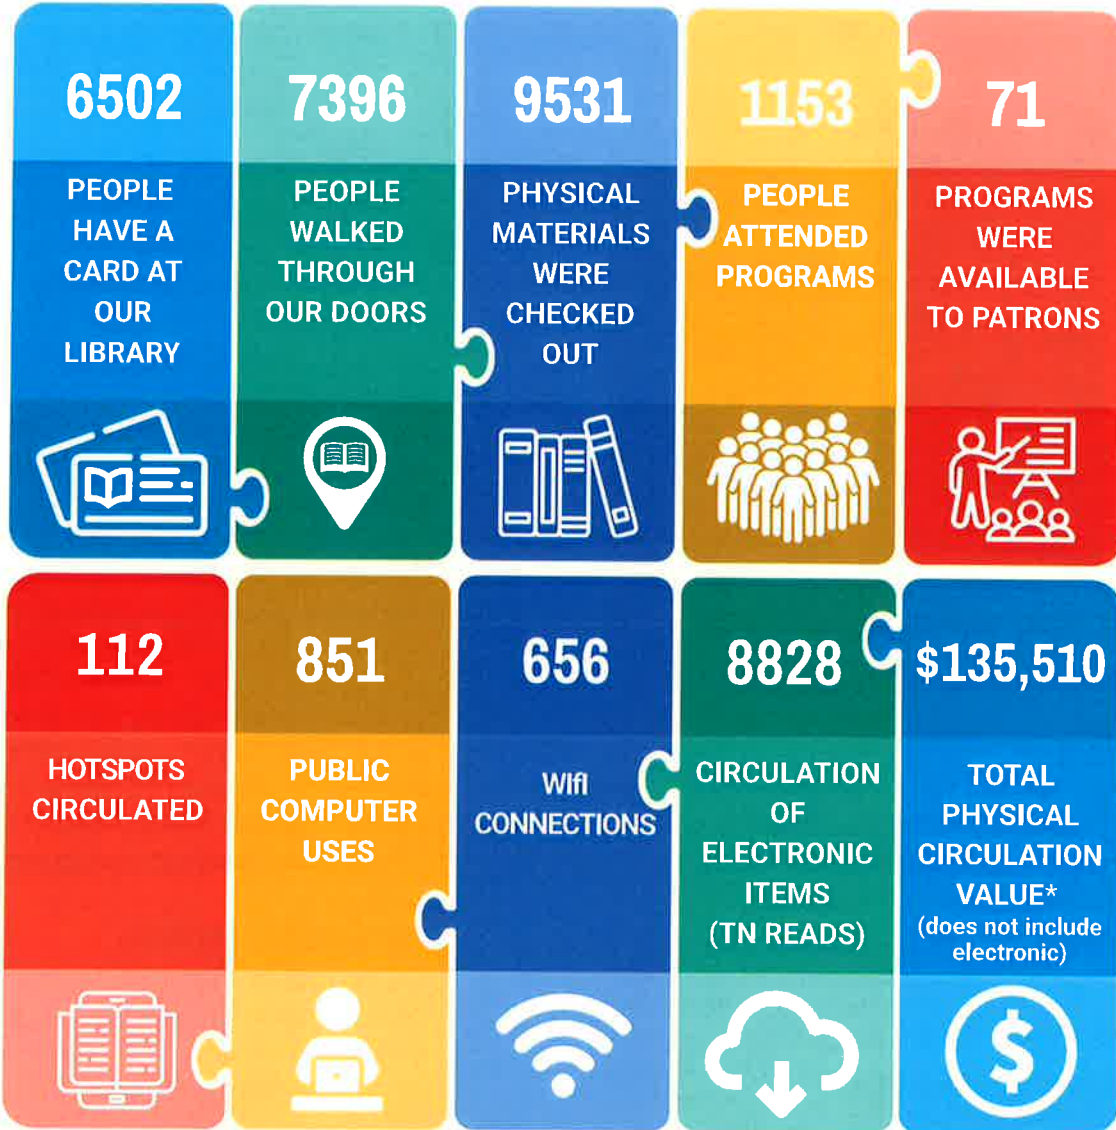 6502
PEOPLE
HAVE A
CARD AT
OUR
LIBRARY
7396
PEOPLE
WALKED
THROUGH
OUR DOORS
9531
PHYSICAL
MATERIALS
WERE
CHECKED
OUT
1153
PEOPLE
ATTENDED
PROGRAMS
71
PROGRAMS
WERE
AVAILABLE
TO PATRONS
112
HOTSPOTS
CIRCULATED
851
PUBLIC
COMPUTER
USES
656
Wifi
CONNECTIONS
8828
CIRCULATION
OF
ELECTRONIC
ITEMS
(TN READS)
$135,510
TOTAL
PHYSICAL
CIRCULATION
VALUE*
(does not include
electronic)
$